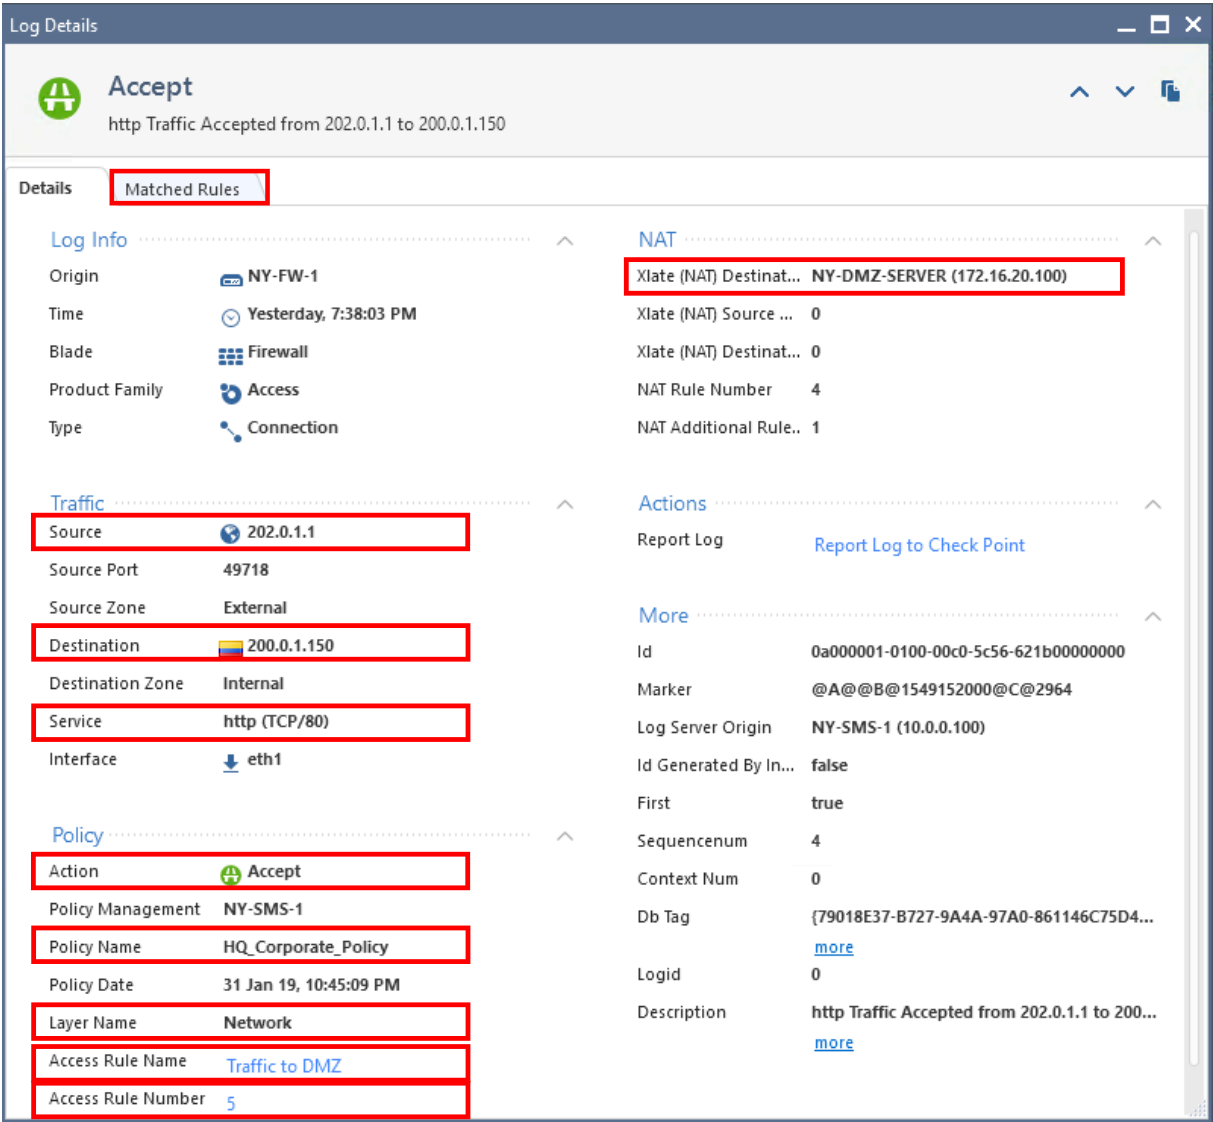 Log Details
Accept
http Traffic Accepted from 202.0.1.1 to 200.0.1.150
Details
Matched Rules
Log Info
Origin NY-FW-1
Time Yesterday, 7:38:03 PM
Blade Firewall
Product Family Access
Type Connection
Traffic
Source 202.0.1.1
Source Port 49718
Source Zone External
Destination 200.0.1.150
Destination Zone Internal
Service http (TCP/80)
Interface eth1
Policy
Action Accept
Policy Management NY-SMS-1
Policy Name HQ_Corporate_Policy
Policy Date 31 Jan 19, 10:45:09 PM
Layer Name Network
Access Rule Name Traffic to DMZ
Access Rule Number 5
NAT
Xlate (NAT) Destinat... NY-DMZ-SERVER (172.16.20.100)
Xlate (NAT) Source ... 0
Xlate (NAT) Destinat... 0
NAT Rule Number 4
NAT Additional Rule.. 1
Actions
Report Log Report Log to Check Point
More
Id 0a000001-0100-00c0-5c56-621b00000000
Marker @A@@B@1549152000@C@2964
Log Server Origin NY-SMS-1 (10.0.0.100)
Id Generated By In... false
First true
Sequencenum 4
Context Num 0
Db Tag {79018E37-B727-9A4A-97A0-861146C75D4...
more
Logid 0
Description http Traffic Accepted from 202.0.1.1 to 200...
more